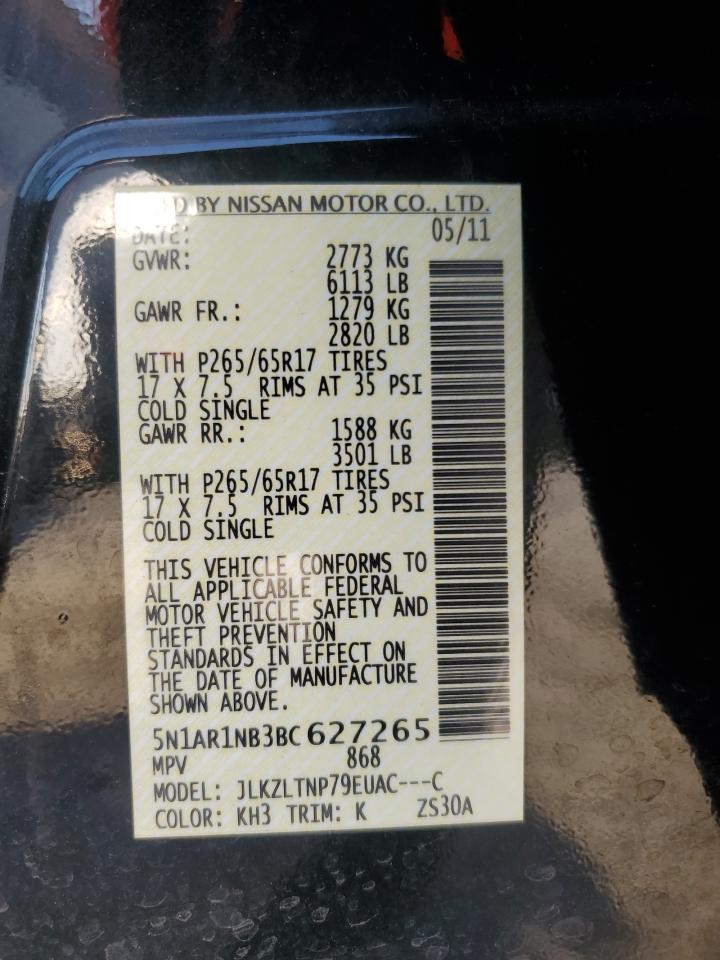 BY NISSAN MOTOR CO., LTD.
DATE: 05/11
GVWR: 2773 KG
6113 LB
GAWR FR.: 1279 KG
2820 LB
WITH P265/65R17 TIRES
17 X 7.5 RIMS AT 35 PSI
COLD SINGLE
GAWR RR.: 1588 KG
3501 LB
WITH P265/65R17 TIRES
17 X 7.5 RIMS AT 35 PSI
COLD SINGLE
THIS VEHICLE CONFORMS TO
ALL APPLICABLE FEDERAL
MOTOR VEHICLE SAFETY AND
THEFT PREVENTION
STANDARDS IN EFFECT ON
THE DATE OF MANUFACTURE
SHOWN ABOVE.
5N1AR1NB3BC627265
MPV 868
MODEL: JLKZLTNP79EUAC---C
COLOR: KH3 TRIM: K ZS30A